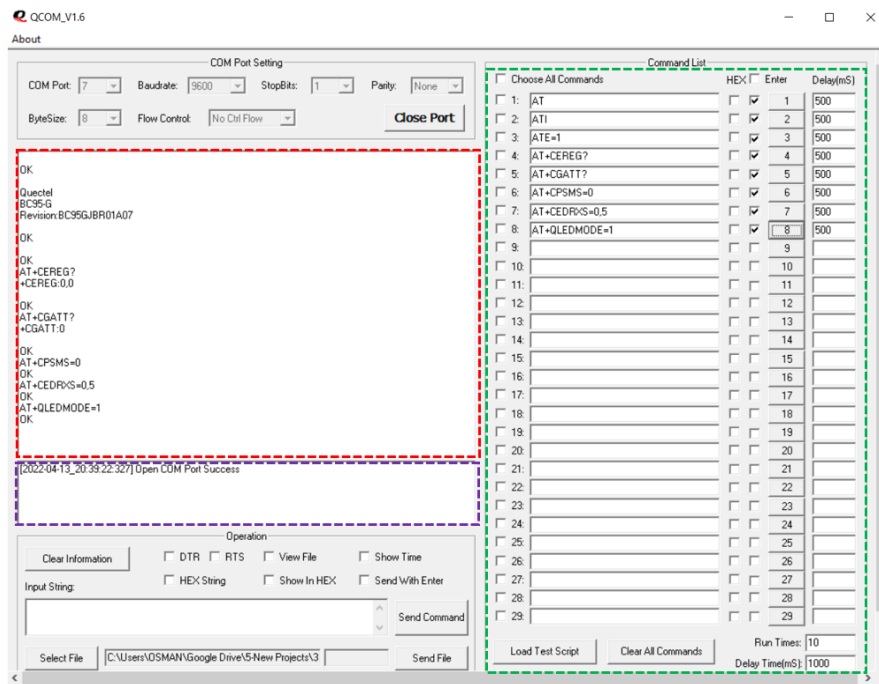 QCOM_V1.6
About
COM Port Setting
COM Port: 7 Baudrate: 9600 StopBits: 1 Parity: None
ByteSize: 8 Flow Control: No Ctrl Flow Close Port
OK
Quectel
BC95-G
Revision:BC95GJBR01A07
OK
OK
AT+CEREG?
+CEREG:0,0
OK
AT+CGATT?
+CGATT:0
OK
AT+CPSMS=0
OK
AT+CEDRXS=0,5
OK
AT+QLEDMODE=1
OK
[2022-04-13_20:39:22:327] Open COM Port Success
Operation
Clear Information DTR RTS View File Show Time
HEX String Show In HEX Send With Enter
Input String:
Send Command
Select File C:\Users\OSMAN\Google Drive\5-New Projects\3 Send File
Command List
Choose All Commands HEX Enter Delay(mS)
1: AT 1 500
2: ATI 2 500
3: ATE=1 3 500
4: AT+CEREG? 4 500
5: AT+CGATT? 5 500
6: AT+CPSMS=0 6 500
7: AT+CEDRXS=0,5 7 500
8: AT+QLEDMODE=1 8 500
9: 9
10: 10
11: 11
12: 12
13: 13
14: 14
15: 15
16: 16
17: 17
18: 18
19: 19
20: 20
21: 21
22: 22
23: 23
24: 24
25: 25
26: 26
27: 27
28: 28
29: 29
Load Test Script Clear All Commands Run Times: 10
Delay Time(mS): 1000